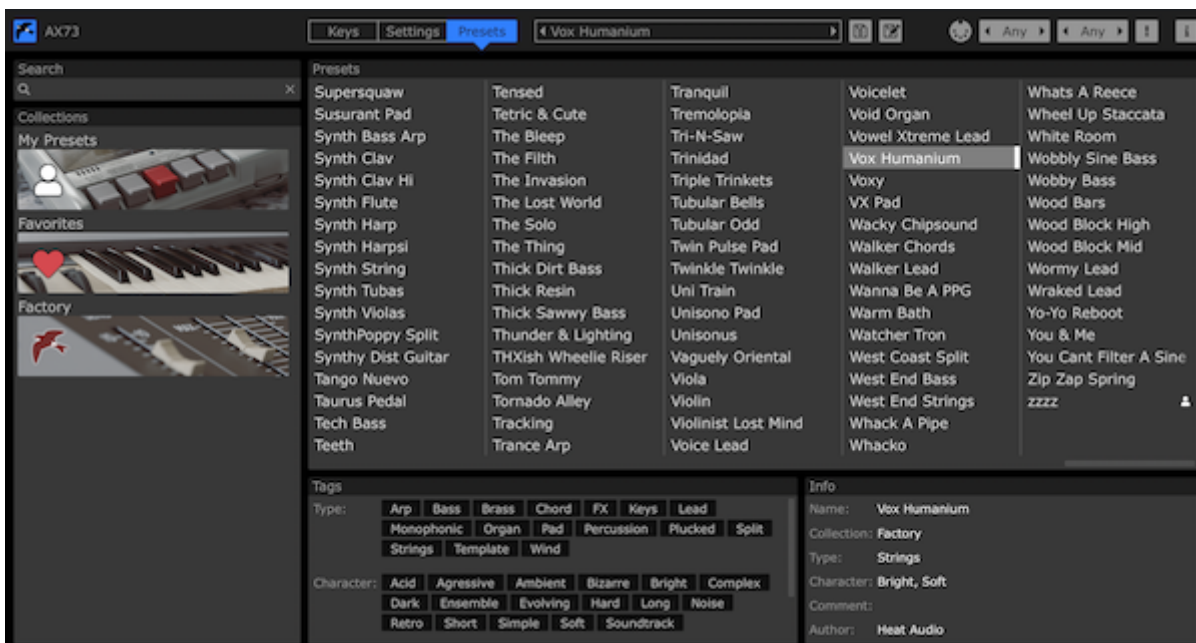 AX73
Keys Settings Presets Vox Humanium Any Any ! i
Search
Collections
My Presets
Favorites
Factory
Presets
Supersquaw
Susurant Pad
Synth Bass Arp
Synth Clav
Synth Clav Hi
Synth Flute
Synth Harp
Synth Harpsi
Synth String
Synth Tubas
Synth Violas
SynthPoppy Split
Synthy Dist Guitar
Tango Nuevo
Taurus Pedal
Tech Bass
Teeth
Tensed
Tetric & Cute
The Bleep
The Filth
The Invasion
The Lost World
The Solo
The Thing
Thick Dirt Bass
Thick Resin
Thick Sawwy Bass
Thunder & Lighting
THXish Wheelie Riser
Tom Tommy
Tornado Alley
Tracking
Trance Arp
Tranquil
Tremolopia
Tri-N-Saw
Trinidad
Triple Trinkets
Tubular Bells
Tubular Odd
Twin Pulse Pad
Twinkle Twinkle
Uni Train
Unisono Pad
Unisonus
Vaguely Oriental
Viola
Violin
Violinist Lost Mind
Voice Lead
Voicelet
Void Organ
Vowel Xtreme Lead
Vox Humanium
Voxy
VX Pad
Wacky Chipsound
Walker Chords
Walker Lead
Wanna Be A PPG
Warm Bath
Watcher Tron
West Coast Split
West End Bass
West End Strings
Whack A Pipe
Whacko
Whats A Reece
Wheel Up Staccata
White Room
Wobbly Sine Bass
Wobby Bass
Wood Bars
Wood Block High
Wood Block Mid
Wormy Lead
Wraked Lead
Yo-Yo Reboot
You & Me
You Cant Filter A Sine
Zip Zap Spring
zzzz
Tags
Type: Arp Bass Brass Chord FX Keys Lead
Monophonic Organ Pad Percussion Plucked Split
Strings Template Wind
Character: Acid Agressive Ambient Bizarre Bright Complex
Dark Ensemble Evolving Hard Long Noise
Retro Short Simple Soft Soundtrack
Info
Name: Vox Humanium
Collection: Factory
Type: Strings
Character: Bright, Soft
Comment:
Author: Heat Audio